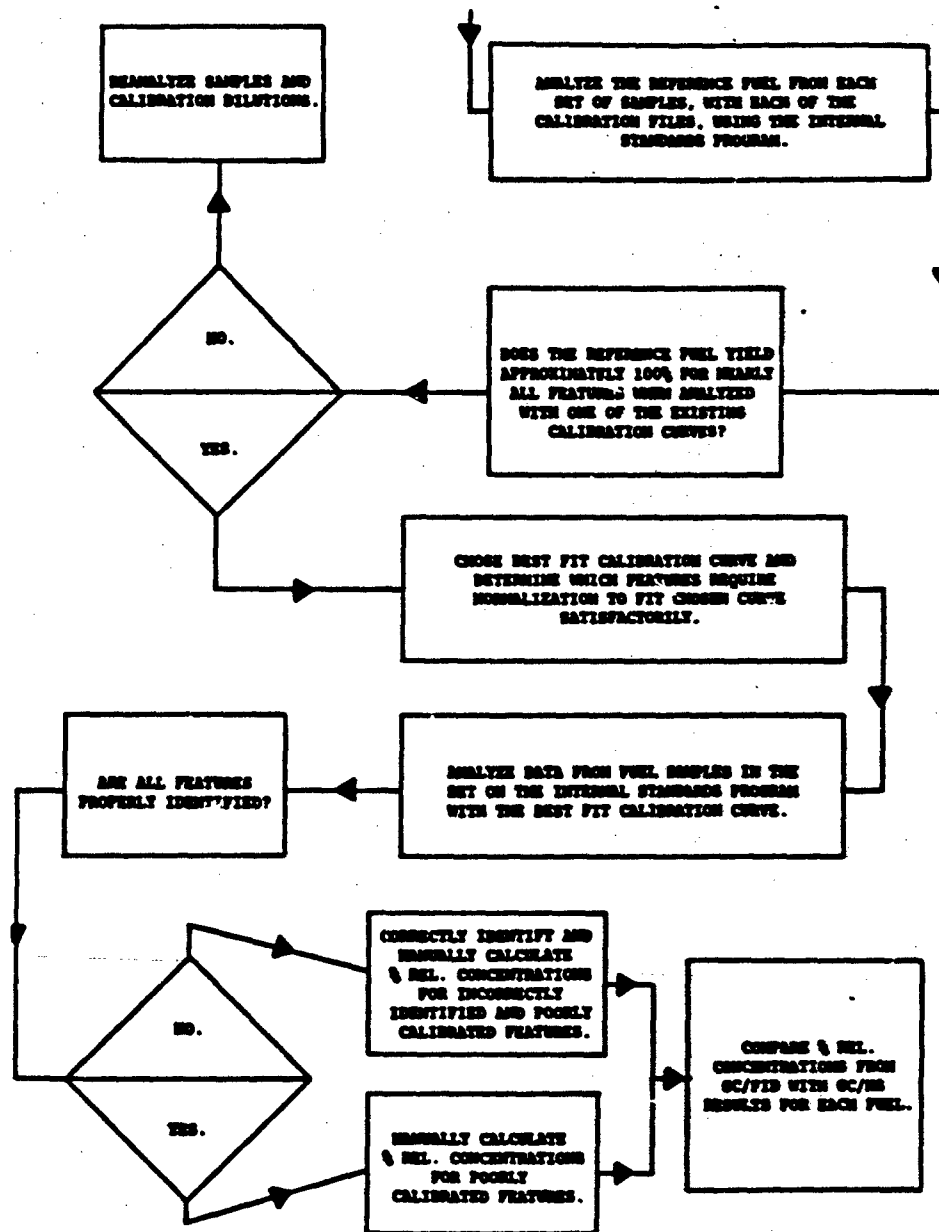 REANALYZE SAMPLES AND
CALIBRATION DILUTIONS.
ANALYZE THE REFERENCE FUEL FROM EACH
SET OF SAMPLES, WITH EACH OF THE
CALIBRATION FILES, USING THE INTERNAL
STANDARDS PROGRAM.
NO.
YES.
DOES THE REFERENCE FUEL YIELD
APPROXIMATELY 100% FOR NEARLY
ALL FEATURES WHEN ANALYZED
WITH ONE OF THE EXISTING
CALIBRATION CURVES?
CHOSE BEST FIT CALIBRATION CURVE AND
DETERMINE WHICH FEATURES REQUIRE
NORMALIZATION TO FIT CHOSEN CURVE
SATISFACTORILY.
ARE ALL FEATURES
PROPERLY IDENTIFIED?
ANALYZE DATA FROM FUEL SAMPLES IN THE
SET ON THE INTERNAL STANDARDS PROGRAM
WITH THE BEST FIT CALIBRATION CURVE.
NO.
YES.
CORRECTLY IDENTIFY AND
MANUALLY CALCULATE
% REL. CONCENTRATIONS
FOR INCORRECTLY
IDENTIFIED AND POORLY
CALIBRATED FEATURES.
MANUALLY CALCULATE
% REL. CONCENTRATIONS
FOR POORLY
CALIBRATED FEATURES.
COMPARE % REL.
CONCENTRATIONS FROM
GC/FID WITH GC/MS
RESULTS FOR EACH FUEL.